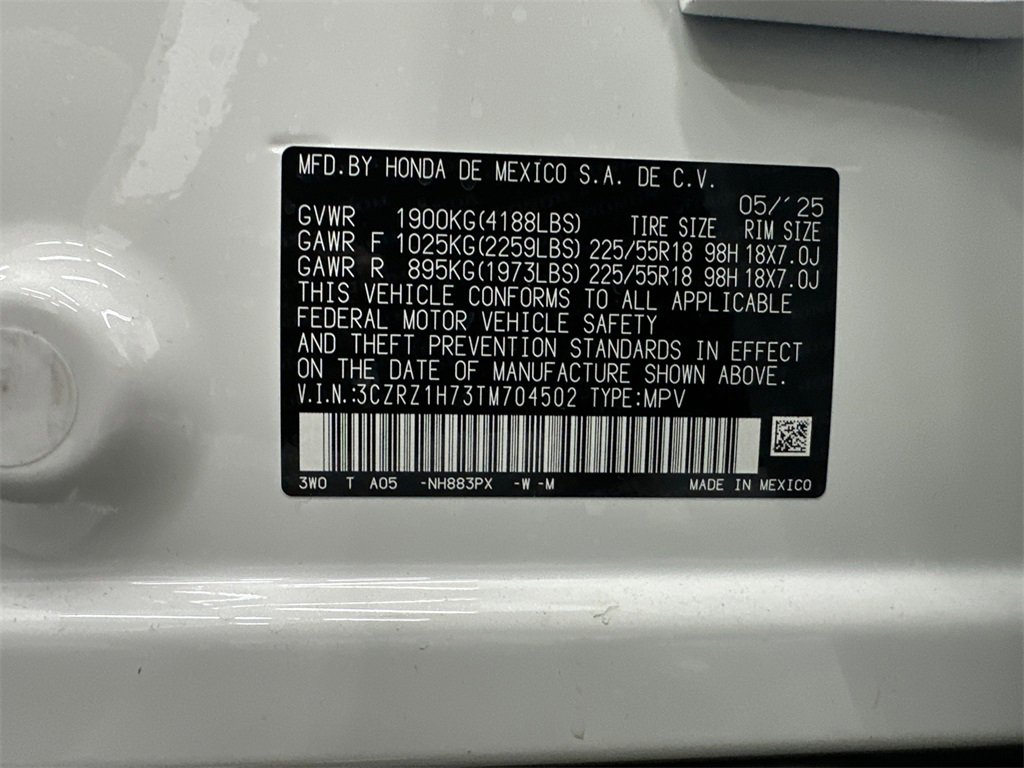 MFD.BY HONDA DE MEXICO S.A. DE C.V.
05/'25
GVWR 1900KG(4188LBS) TIRE SIZE RIM SIZE
GAWR F 1025KG(2259LBS) 225/55R18 98H 18X7.0J
GAWR R 895KG(1973LBS) 225/55R18 98H 18X7.0J
THIS VEHICLE CONFORMS TO ALL APPLICABLE
FEDERAL MOTOR VEHICLE SAFETY
AND THEFT PREVENTION STANDARDS IN EFFECT
ON THE DATE OF MANUFACTURE SHOWN ABOVE.
V.I.N.:3CZRZ1H73TM704502 TYPE:MPV
3W0 T A05 -NH883PX -W -M MADE IN MEXICO